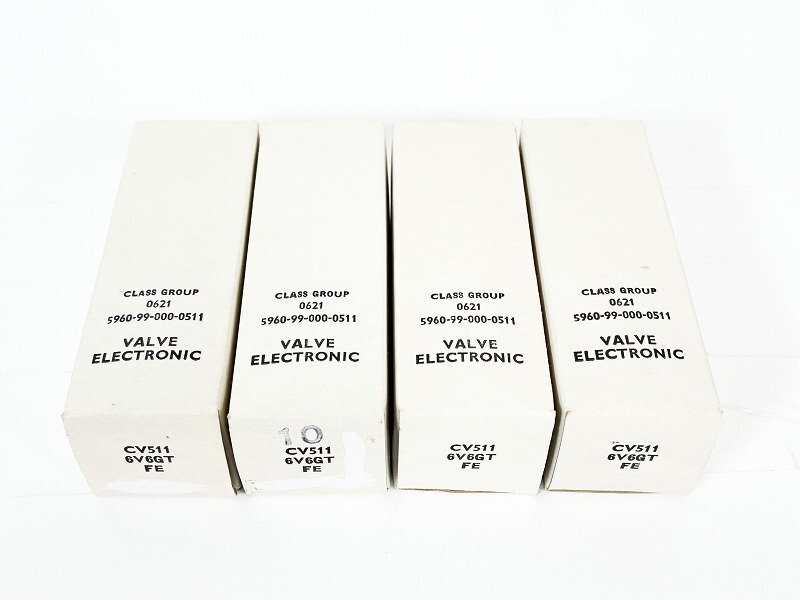 CLASS GROUP
0621
5960-99-000-0511
VALVE
ELECTRONIC
CV511
6V6GT
FE
CLASS GROUP
0621
5960-99-000-0511
VALVE
ELECTRONIC
10
CV511
6V6GT
FE
CLASS GROUP
0621
5960-99-000-0511
VALVE
ELECTRONIC
CV511
6V6GT
FE
CLASS GROUP
0621
5960-99-000-0511
VALVE
ELECTRONIC
CV511
6V6GT
FE